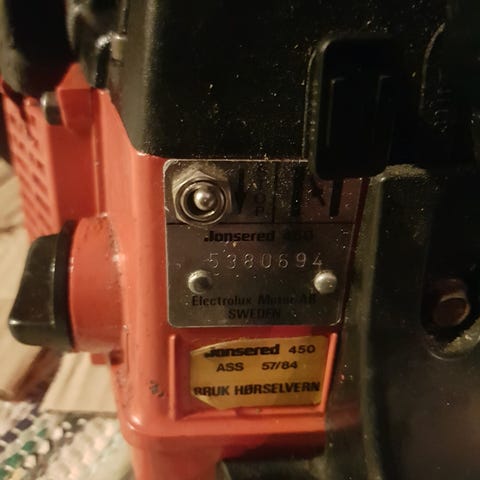 STOP
Jonsered 450
5380694
Electrolux Motor AB
SWEDEN
Jonsered 450
ASS 57/84
BRUK HØRSELVERN